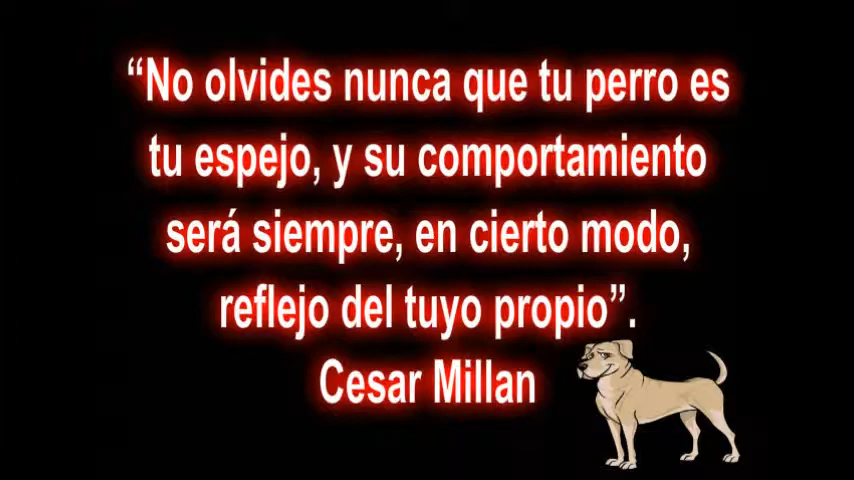 “No olvides nunca que tu perro es
tu espejo, y su comportamiento
será siempre, en cierto modo,
reflejo del tuyo propio”.
Cesar Millan